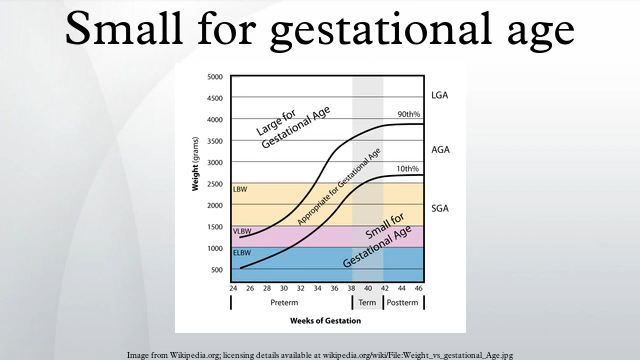 Small for gestational age
5000
4500
4000
3500
3000
2500
2000
1500
1000
500
Weight (grams)
Large for
Gestational Age
Appropriate for Gestational Age
Small for
Gestational Age
90th%
10th%
LGA
AGA
SGA
LBW
VLBW
ELBW
24 26 28 30 32 34 36 38 40 42 44 46
Preterm Term Postterm
Weeks of Gestation
Image from Wikipedia.org; licensing details available at wikipedia.org/wiki/File:Weight_vs_gestational_Age.jpg